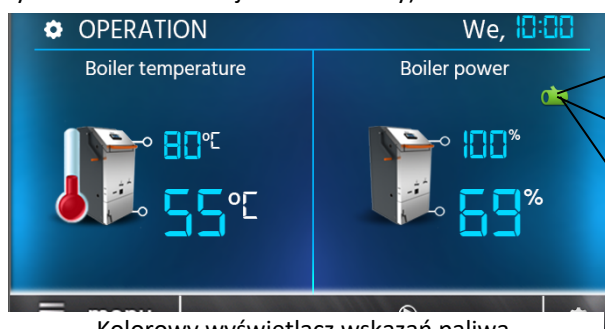 OPERATION We, 10:00
Boiler temperature Boiler power
80°C 100%
55°C 69%
menu
Kolorowy wyświetlacz wskazań paliwa